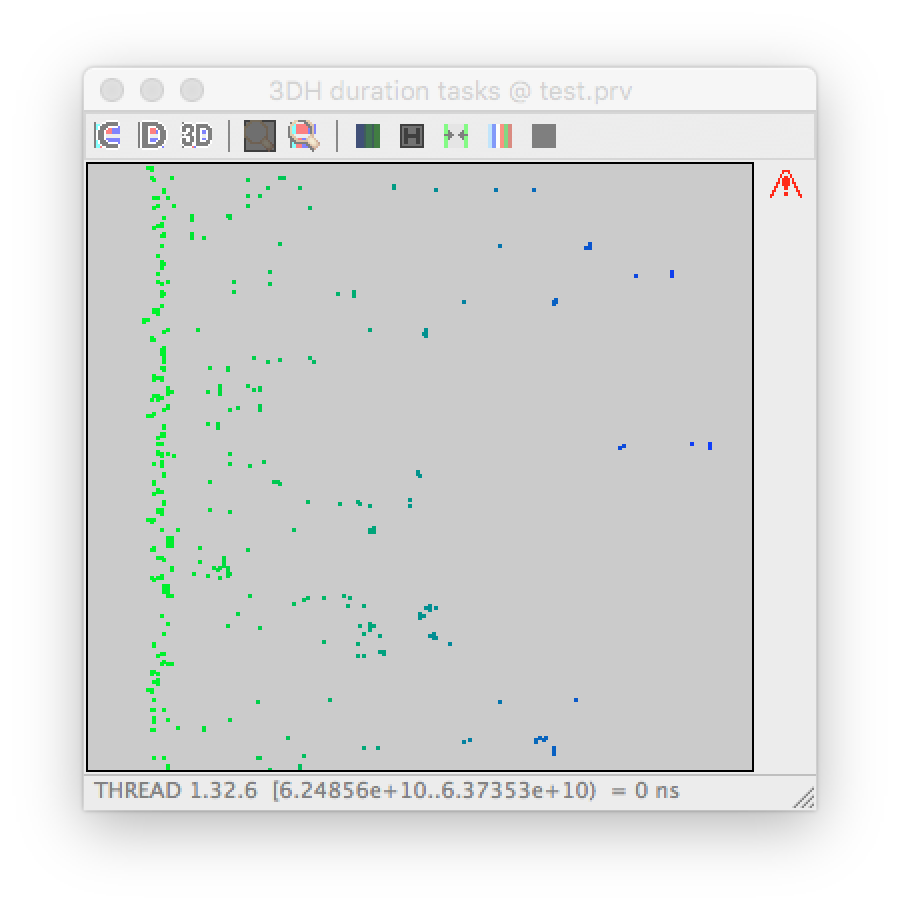 3DH duration tasks @ test.prv
C D 3D H
THREAD 1.32.6 [6.24856e+10..6.37353e+10) = 0 ns